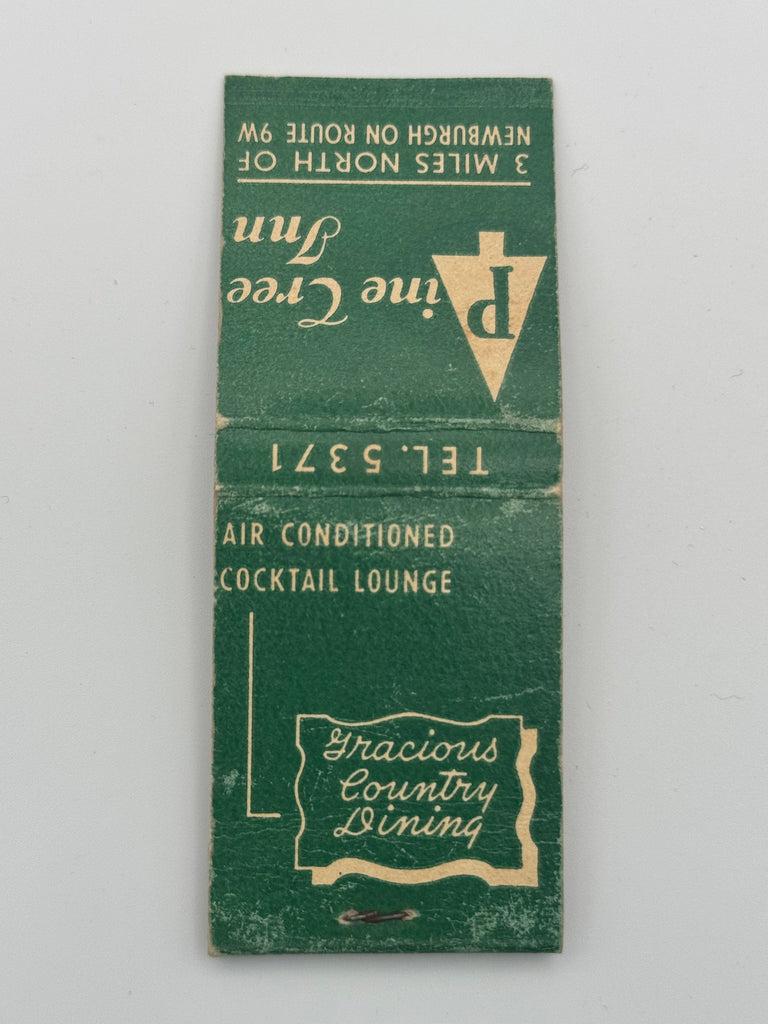 Pine Tree
Inn
3 MILES NORTH OF
NEWBURGH ON ROUTE 9W
TEL. 5371
AIR CONDITIONED
COCKTAIL LOUNGE
Gracious
Country
Dining